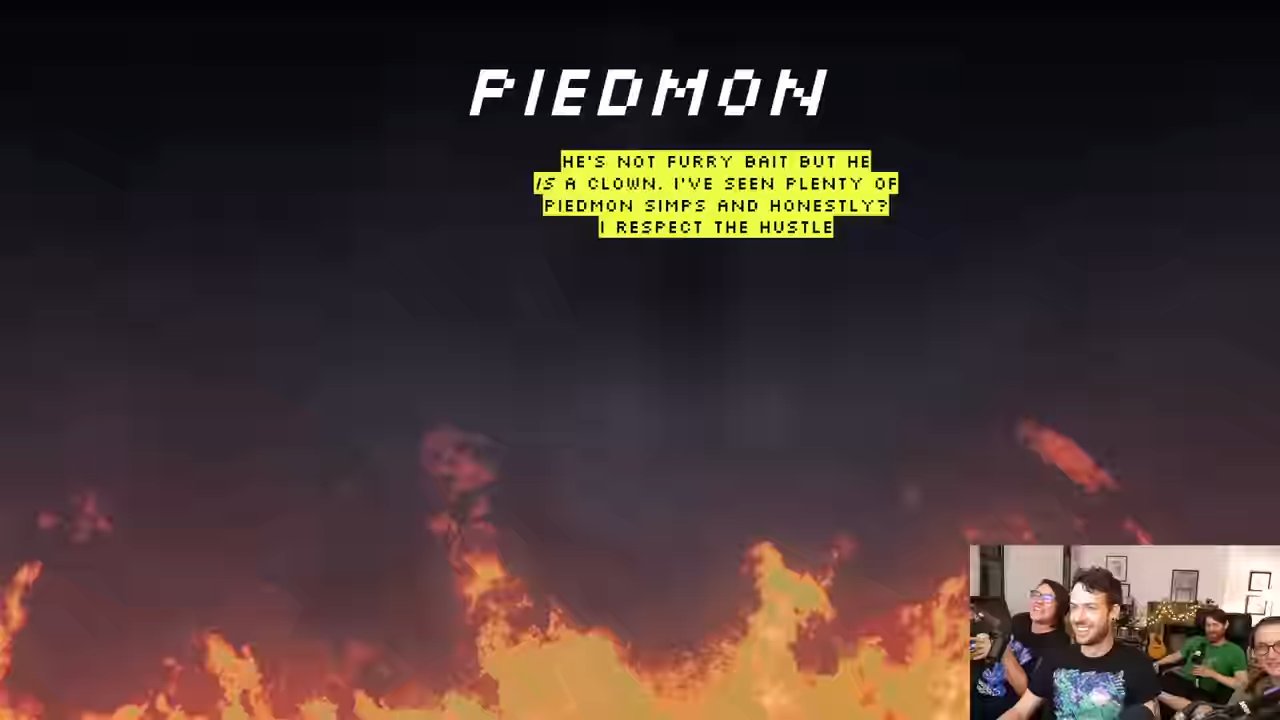 PIEDMON
HE'S NOT FURRY BAIT BUT HE
IS A CLOWN. I'VE SEEN PLENTY OF
PIEDMON SIMPS AND HONESTLY?
I RESPECT THE HUSTLE